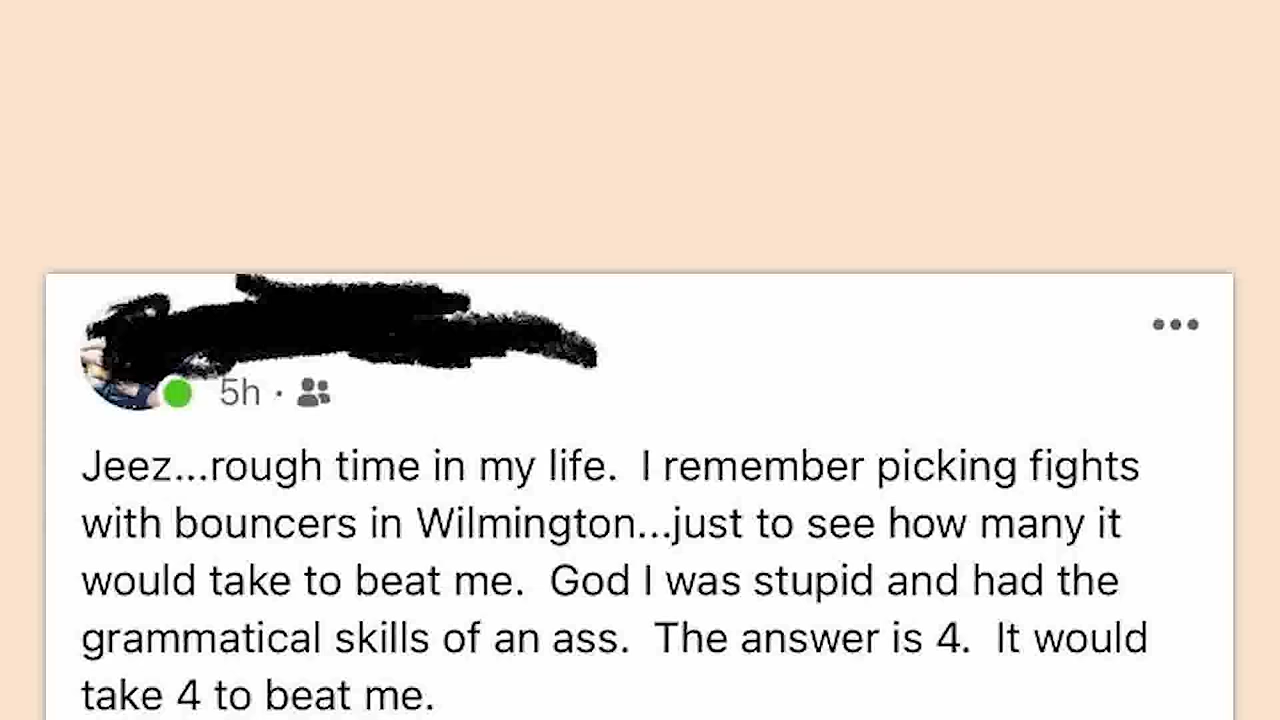 5h ·
Jeez...rough time in my life.  I remember picking fights
with bouncers in Wilmington...just to see how many it
would take to beat me.  God I was stupid and had the
grammatical skills of an ass.  The answer is 4.  It would
take 4 to beat me.